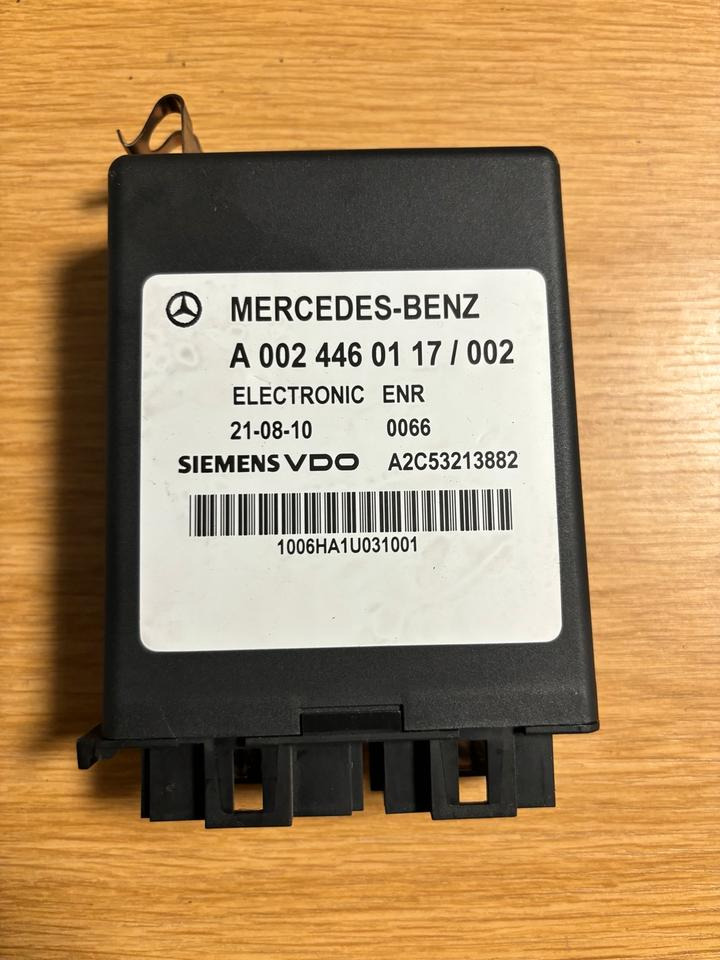 MERCEDES-BENZ
A 002 446 01 17 / 002
ELECTRONIC ENR
21-08-10 0066
SIEMENS VDO A2C53213882
1006HA1U031001